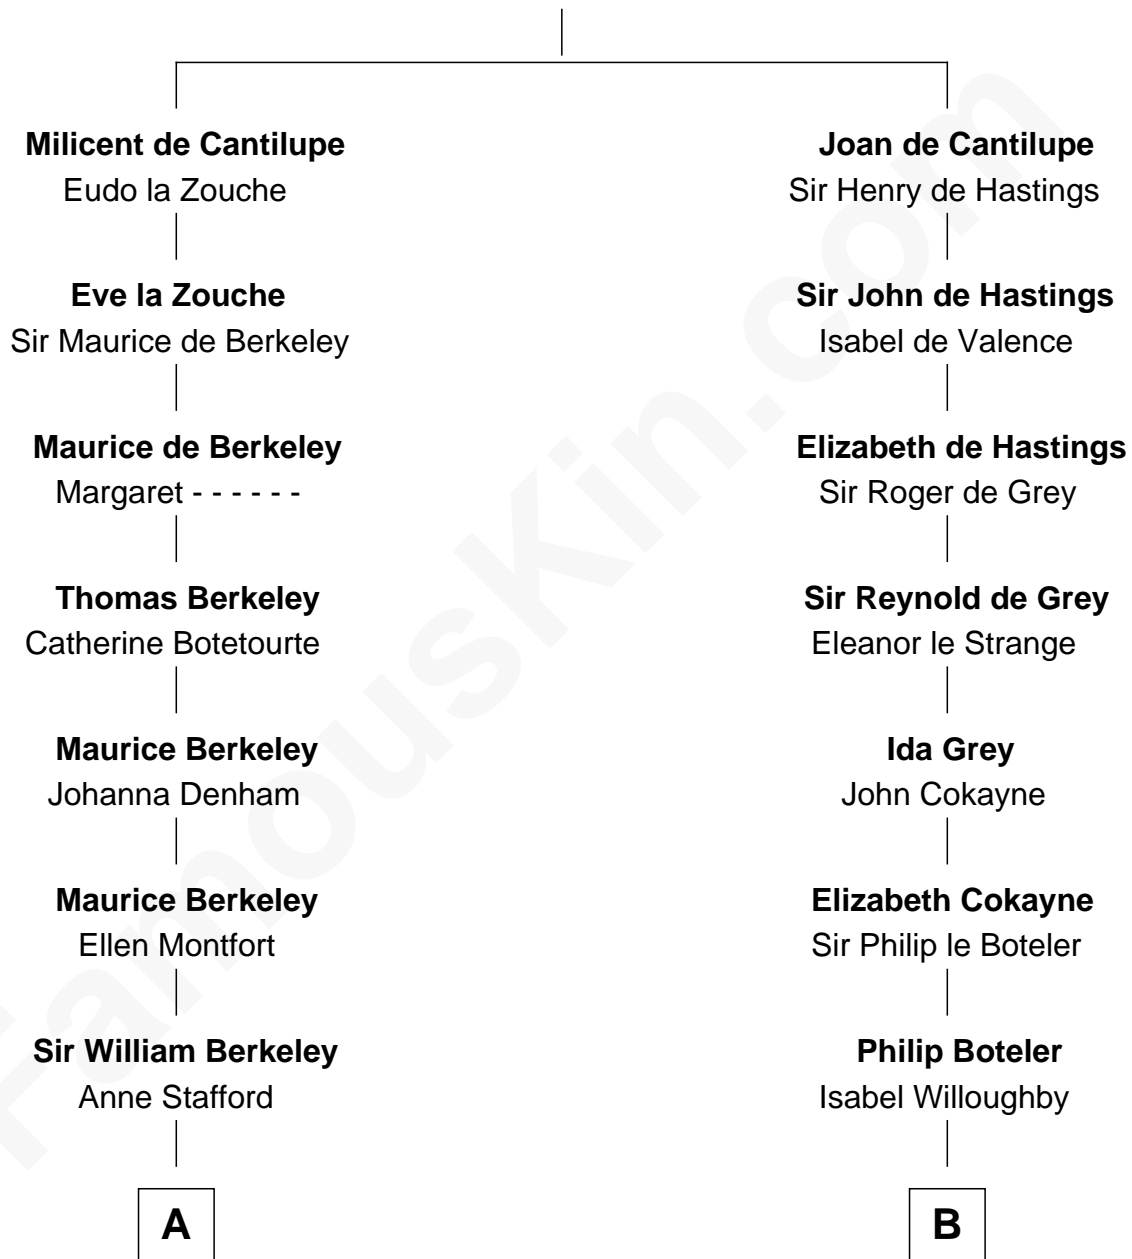 Milicent de Cantilupe
Eudo la Zouche
Eve la Zouche
Sir Maurice de Berkeley
Maurice de Berkeley
Margaret - - - - - -
Thomas Berkeley
Catherine Botetourte
Maurice Berkeley
Johanna Denham
Maurice Berkeley
Ellen Montfort
Sir William Berkeley
Anne Stafford
A
Joan de Cantilupe
Sir Henry de Hastings
Sir John de Hastings
Isabel de Valence
Elizabeth de Hastings
Sir Roger de Grey
Sir Reynold de Grey
Eleanor le Strange
Ida Grey
John Cokayne
Elizabeth Cokayne
Sir Philip le Boteler
Philip Boteler
Isabel Willoughby
B
FamousKin.com